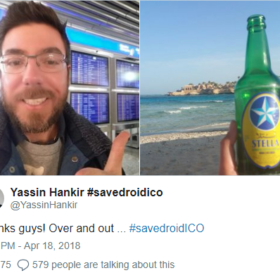 STELLA
Yassin Hankir #savedroidico
@YassinHankir
nks guys! Over and out ... #savedroidICO
PM - Apr 18, 2018
75 579 people are talking about this